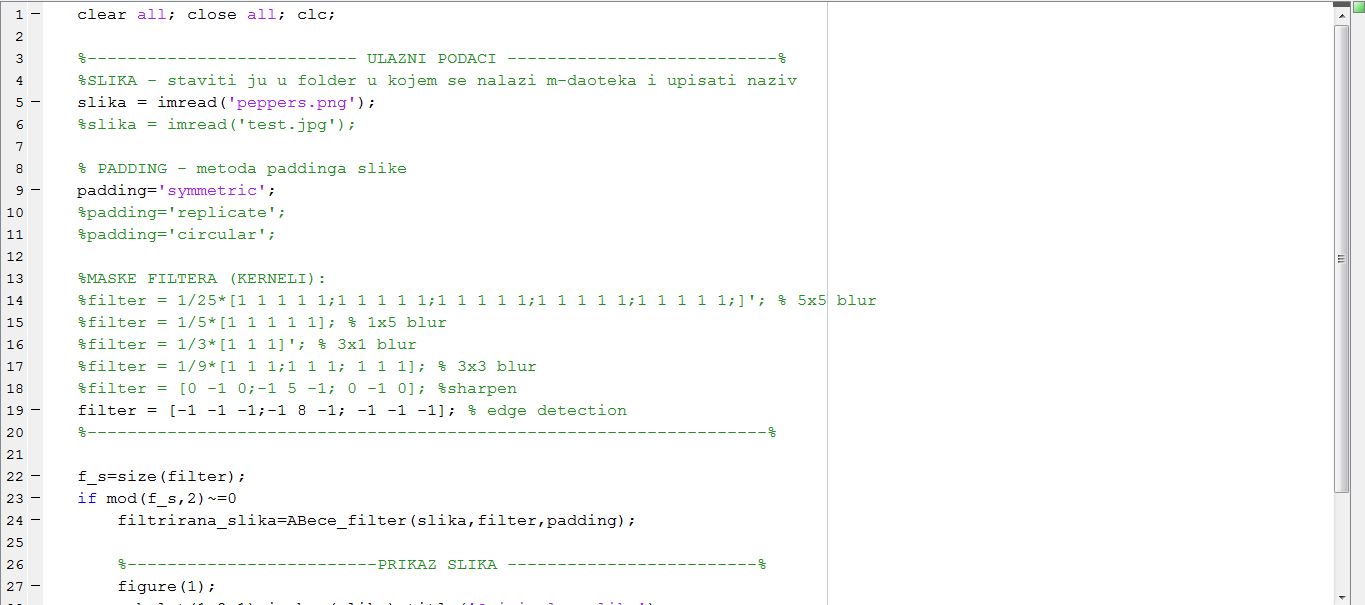 1 – clear all; close all; clc;
2
3 %--------------------------- ULAZNI PODACI ---------------------------%
4 %SLIKA - staviti ju u folder u kojem se nalazi m-daoteka i upisati naziv
5 – slika = imread('peppers.png');
6 %slika = imread('test.jpg');
7
8 % PADDING - metoda paddinga slike
9 – padding='symmetric';
10 %padding='replicate';
11 %padding='circular';
12
13 %MASKE FILTERA (KERNELI):
14 %filter = 1/25*[1 1 1 1 1;1 1 1 1 1;1 1 1 1 1;1 1 1 1 1;1 1 1 1 1;]'; % 5x5 blur
15 %filter = 1/5*[1 1 1 1 1]; % 1x5 blur
16 %filter = 1/3*[1 1 1]'; % 3x1 blur
17 %filter = 1/9*[1 1 1;1 1 1; 1 1 1]; % 3x3 blur
18 %filter = [0 -1 0;-1 5 -1; 0 -1 0]; %sharpen
19 – filter = [-1 -1 -1;-1 8 -1; -1 -1 -1]; % edge detection
20 %--------------------------------------------------------------------%
21
22 – f_s=size(filter);
23 – if mod(f_s,2)~=0
24 – filtrirana_slika=ABece_filter(slika,filter,padding);
25
26 %-------------------------PRIKAZ SLIKA -------------------------%
27 – figure(1);